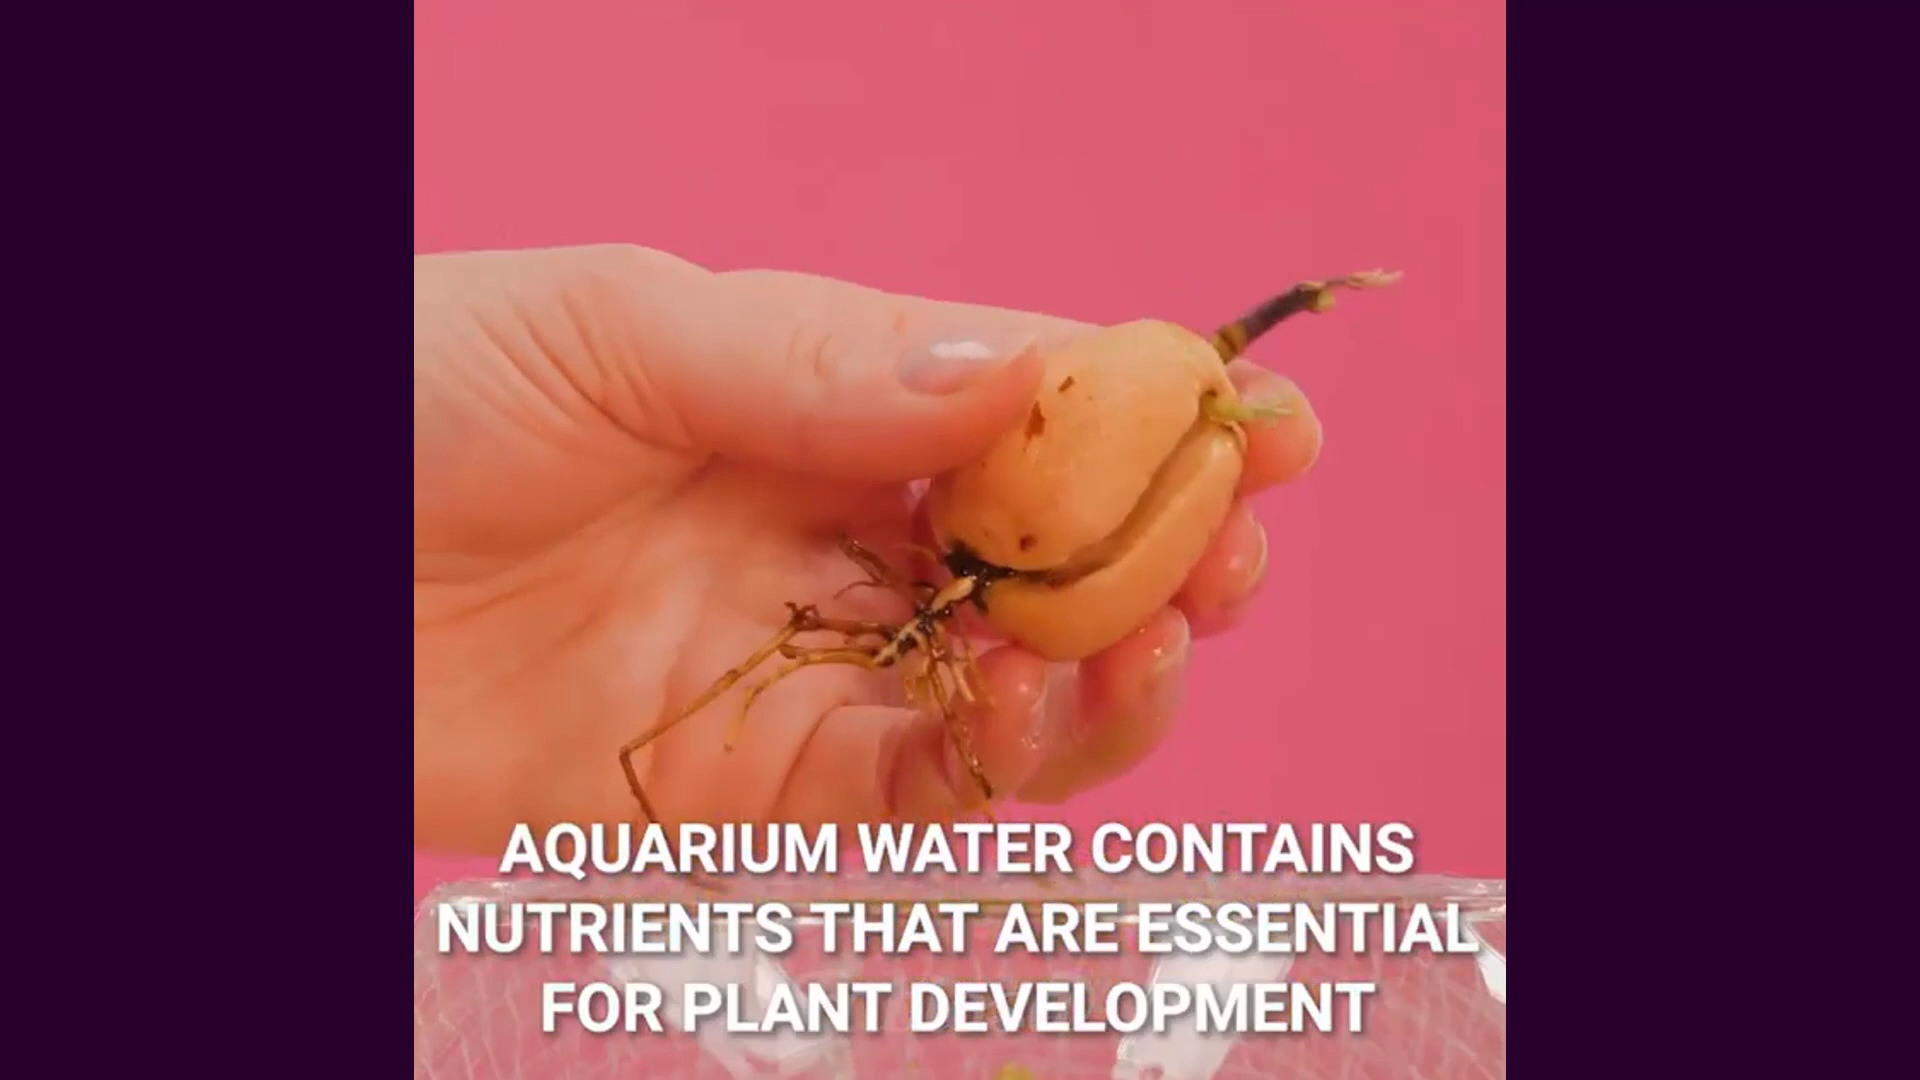 AQUARIUM WATER CONTAINS
NUTRIENTS THAT ARE ESSENTIAL
FOR PLANT DEVELOPMENT